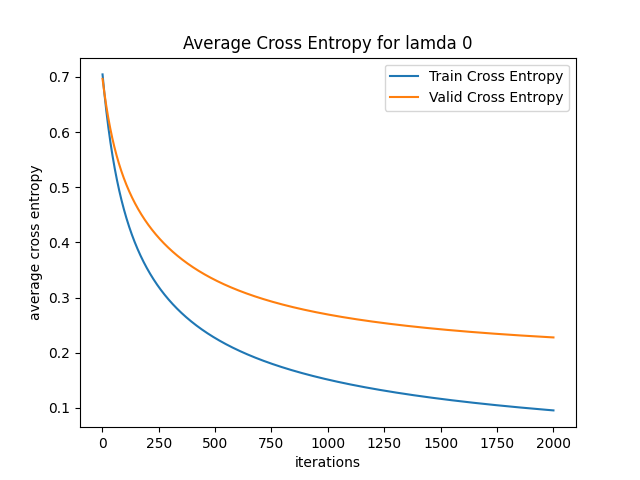 Average Cross Entropy for lamda 0
Train Cross Entropy
Valid Cross Entropy
average cross entropy
0.7
0.6
0.5
0.4
0.3
0.2
0.1
0 250 500 750 1000 1250 1500 1750 2000
iterations